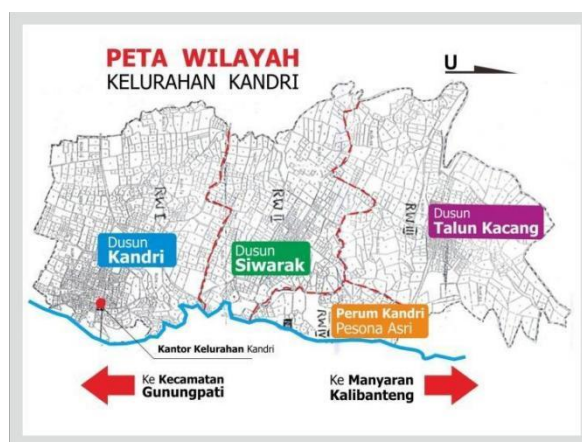 PETA WILAYAH
KELURAHAN KANDRI
U
RW I
RW II
RW III
Dusun
Kandri
Dusun
Siwarak
Dusun
Talun Kacang
Perum Kandri
Pesona Asri
RW IV
Kantor Kelurahan Kandri
Ke Kecamatan
Gunungpati
Ke Manyaran
Kalibanteng